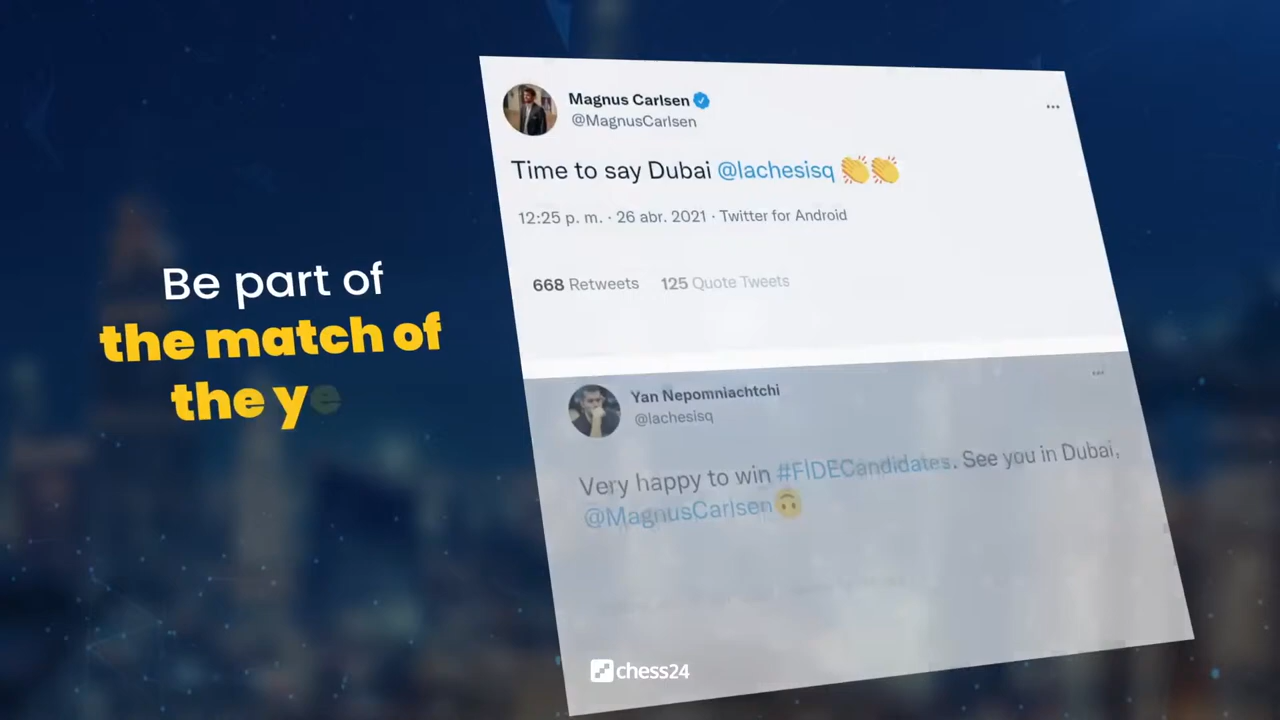 Be part of
the match of
the ye
Magnus Carlsen
@MagnusCarlsen
Time to say Dubai @lachesisq 👏👏
12:25 p. m. · 26 abr. 2021 · Twitter for Android
668 Retweets 125 Quote Tweets
Yan Nepomniachtchi
@lachesisq
Very happy to win #FIDECandidates. See you in Dubai,
@MagnusCarlsen🙃
chess24